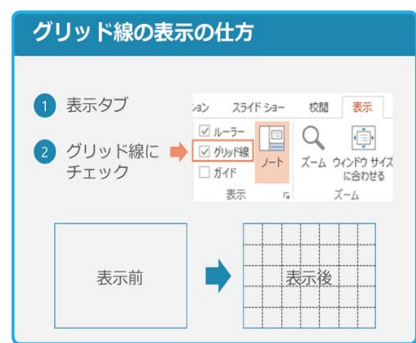 グリッド線の表示の仕方
1 表示タブ
ション スライド ショー 校閲 表示
2 グリッド線に
チェック
ルーラー
グリッド線
ガイド
表示
ノート
ズーム
ウィンドウ サイズ
に合わせる
ズーム
表示前
表示後